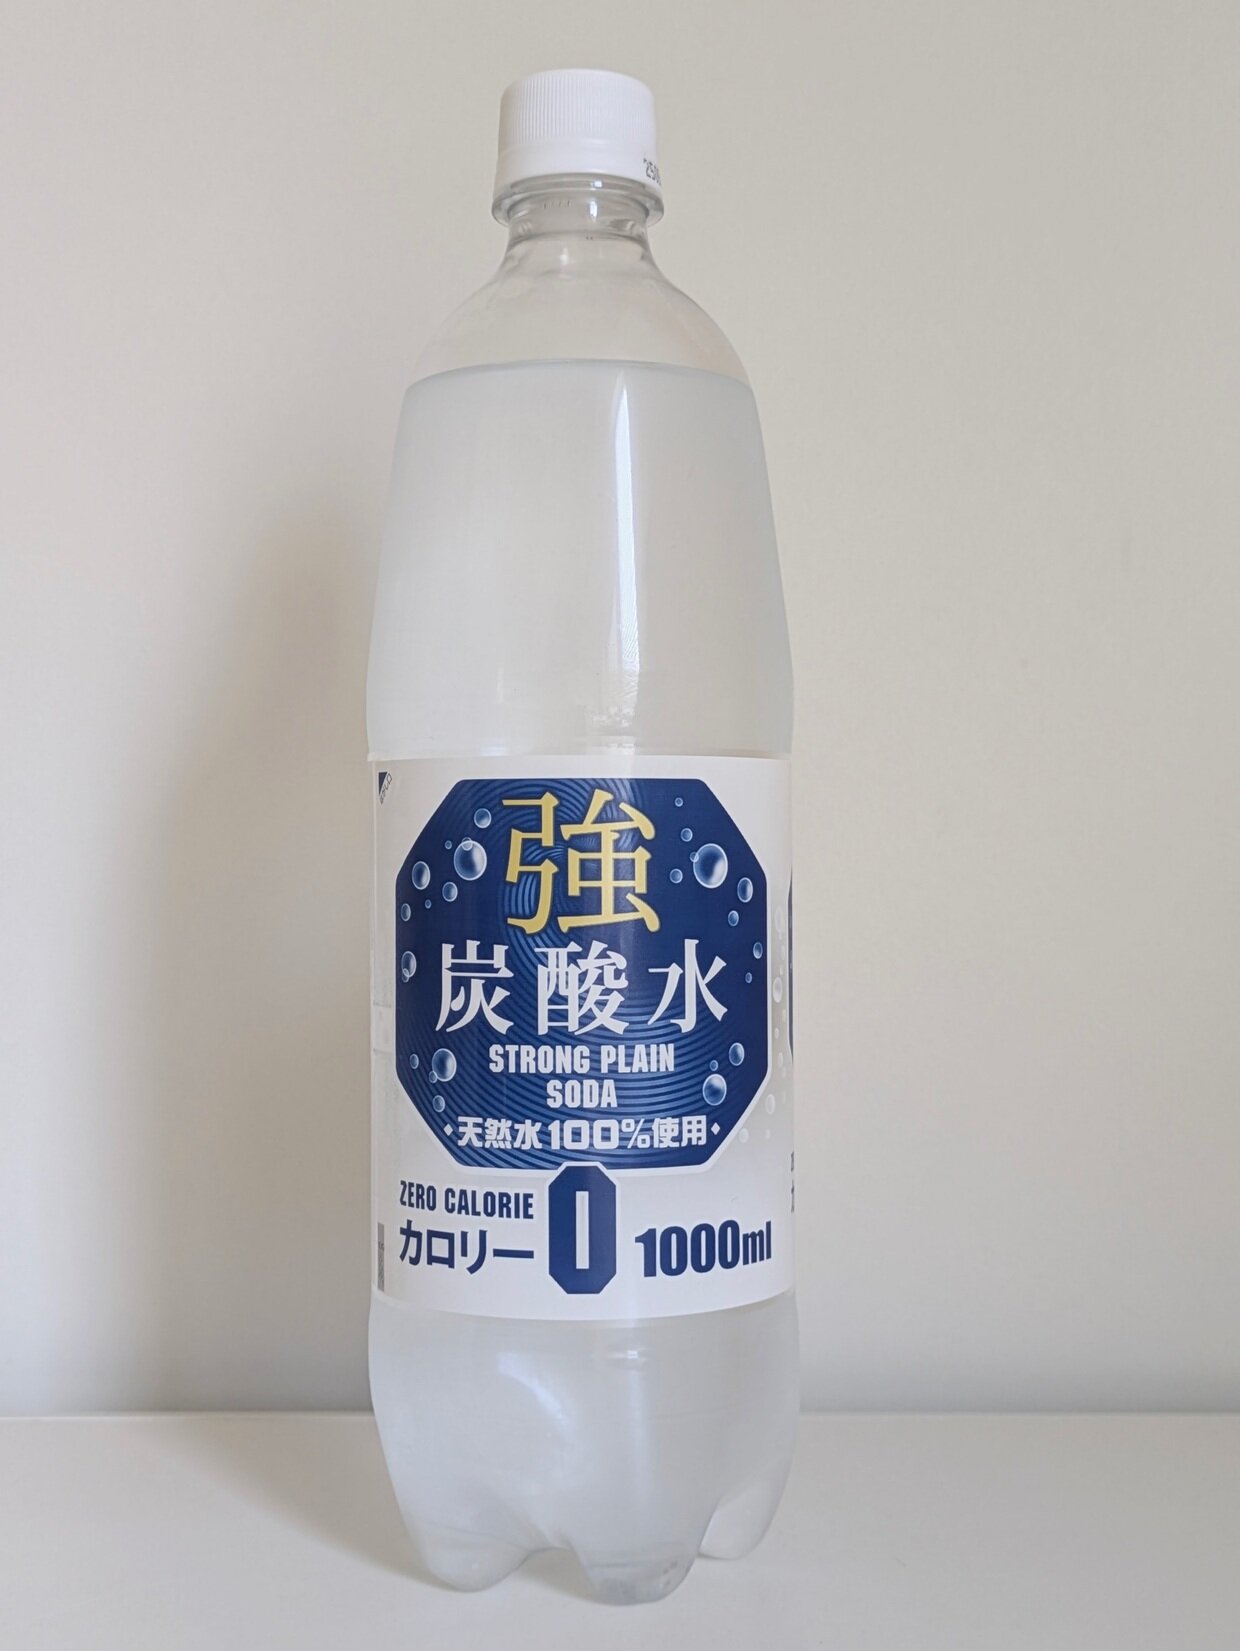 強
炭酸水
STRONG PLAIN
SODA
天然水100%使用
ZERO CALORIE
カロリー 0
1000ml